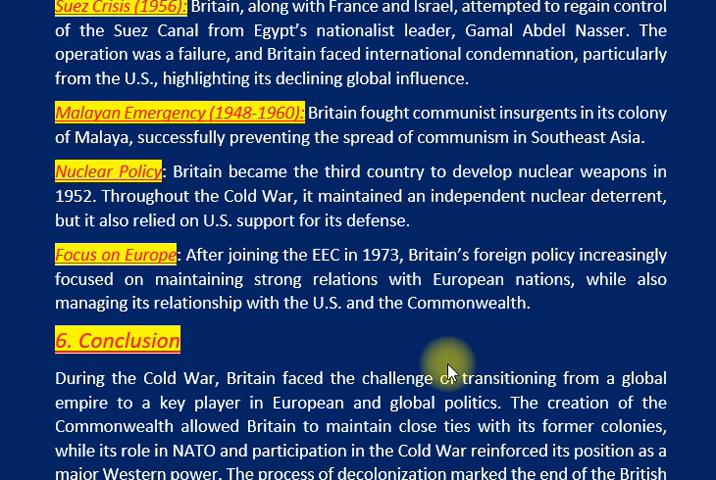 Suez Crisis (1956): Britain, along with France and Israel, attempted to regain control
of the Suez Canal from Egypt’s nationalist leader, Gamal Abdel Nasser. The
operation was a failure, and Britain faced international condemnation, particularly
from the U.S., highlighting its declining global influence.
Malayan Emergency (1948-1960): Britain fought communist insurgents in its colony
of Malaya, successfully preventing the spread of communism in Southeast Asia.
Nuclear Policy: Britain became the third country to develop nuclear weapons in
1952. Throughout the Cold War, it maintained an independent nuclear deterrent,
but it also relied on U.S. support for its defense.
Focus on Europe: After joining the EEC in 1973, Britain’s foreign policy increasingly
focused on maintaining strong relations with European nations, while also
managing its relationship with the U.S. and the Commonwealth.
6. Conclusion
During the Cold War, Britain faced the challenge of transitioning from a global
empire to a key player in European and global politics. The creation of the
Commonwealth allowed Britain to maintain close ties with its former colonies,
while its role in NATO and participation in the Cold War reinforced its position as a
major Western power. The process of decolonization marked the end of the British